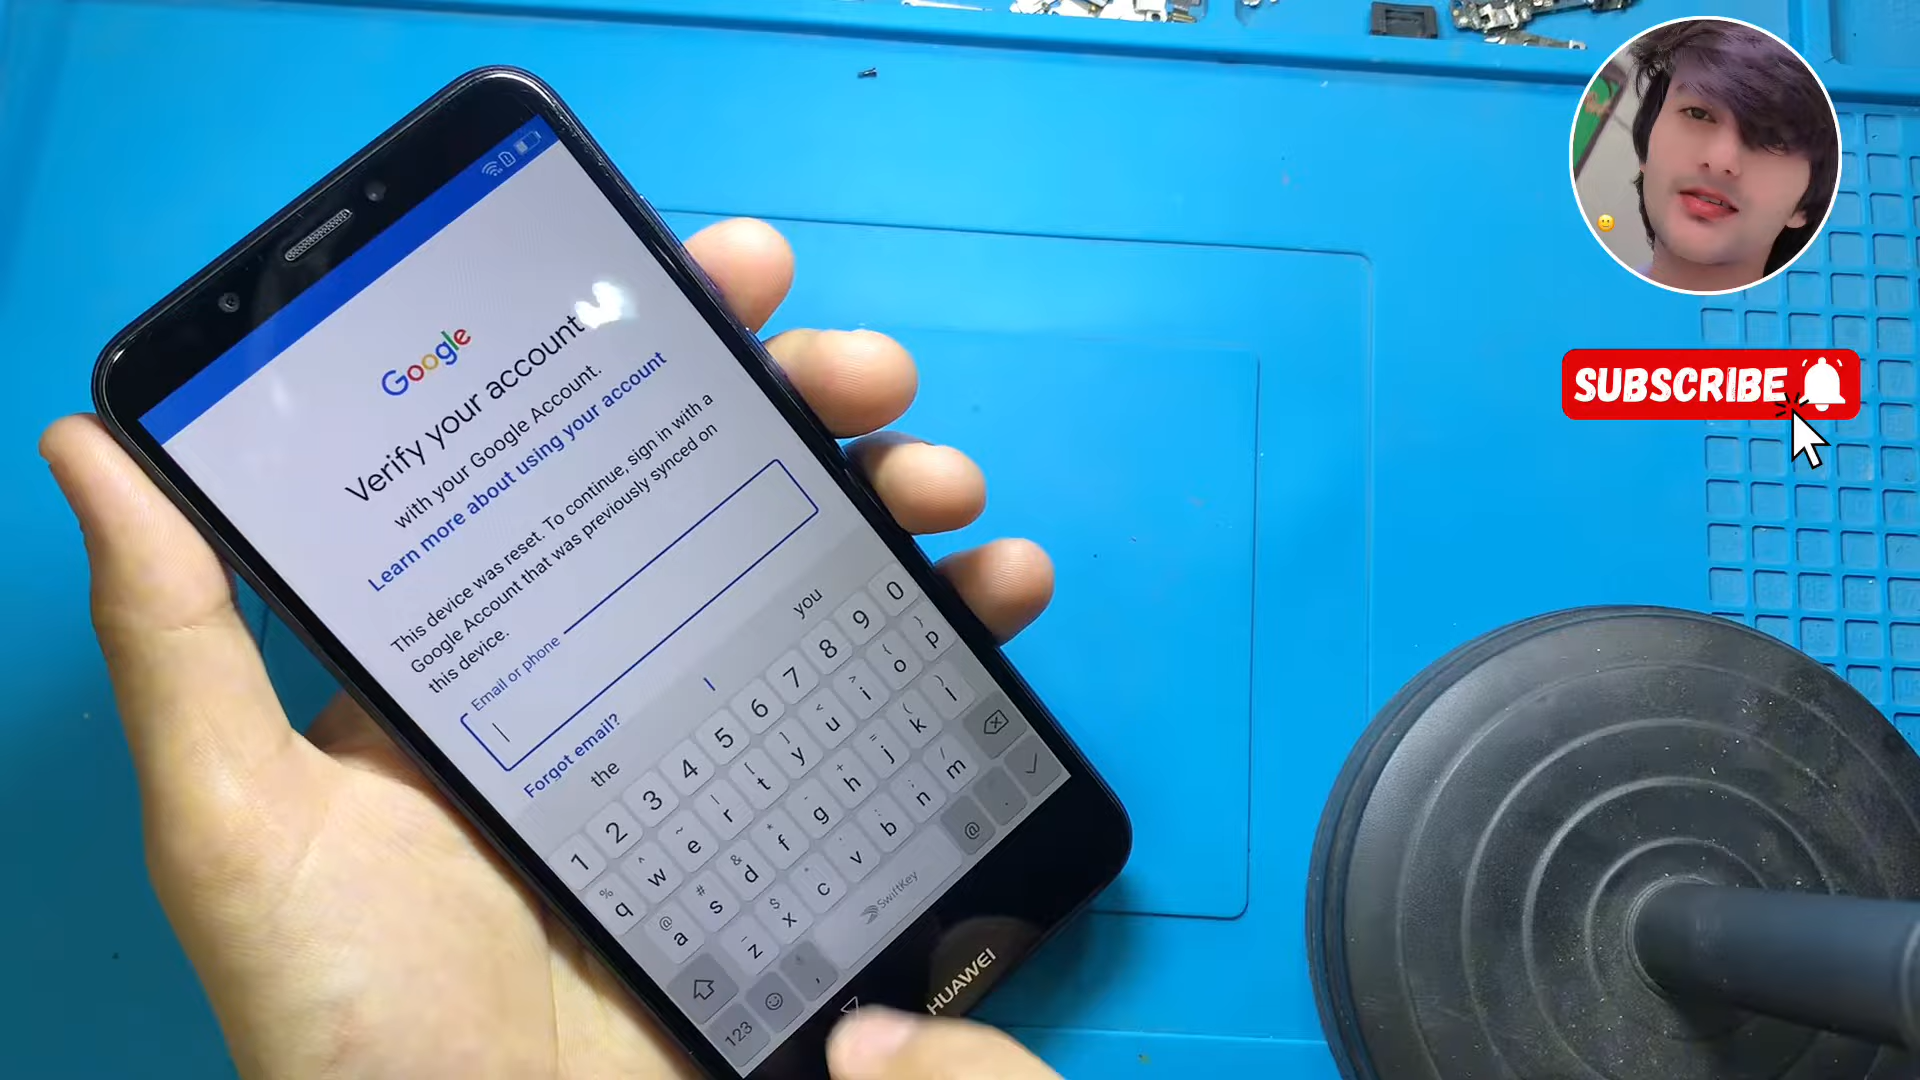 Google
Verify your account
with your Google Account.
Learn more about using your account
This device was reset. To continue, sign in with a
Google Account that was previously synced on
this device.
Email or phone
Forgot email?
the
I
you
1 2 3 4 5 6 7 8 9 0
q w e r t y u i o p
a s d f g h j k l
z x c v b n m
123 , @ .
SwiftKey
HUAWEI
SUBSCRIBE